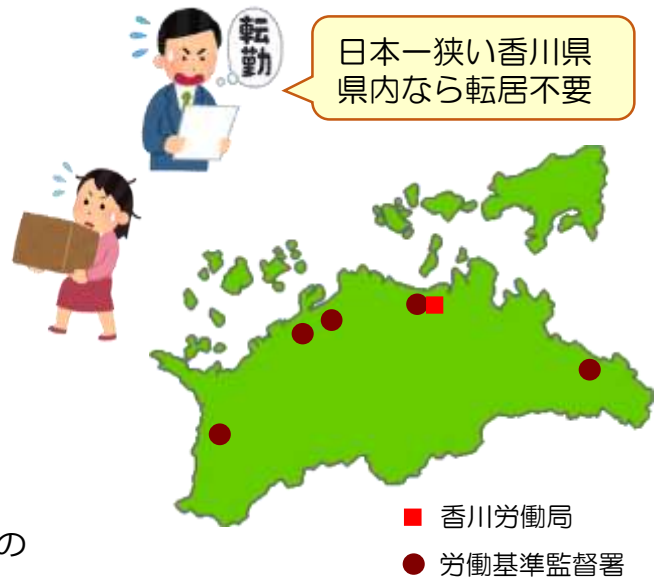 転勤
日本一狭い香川県
県内なら転居不要
香川労働局
の
労働基準監督署